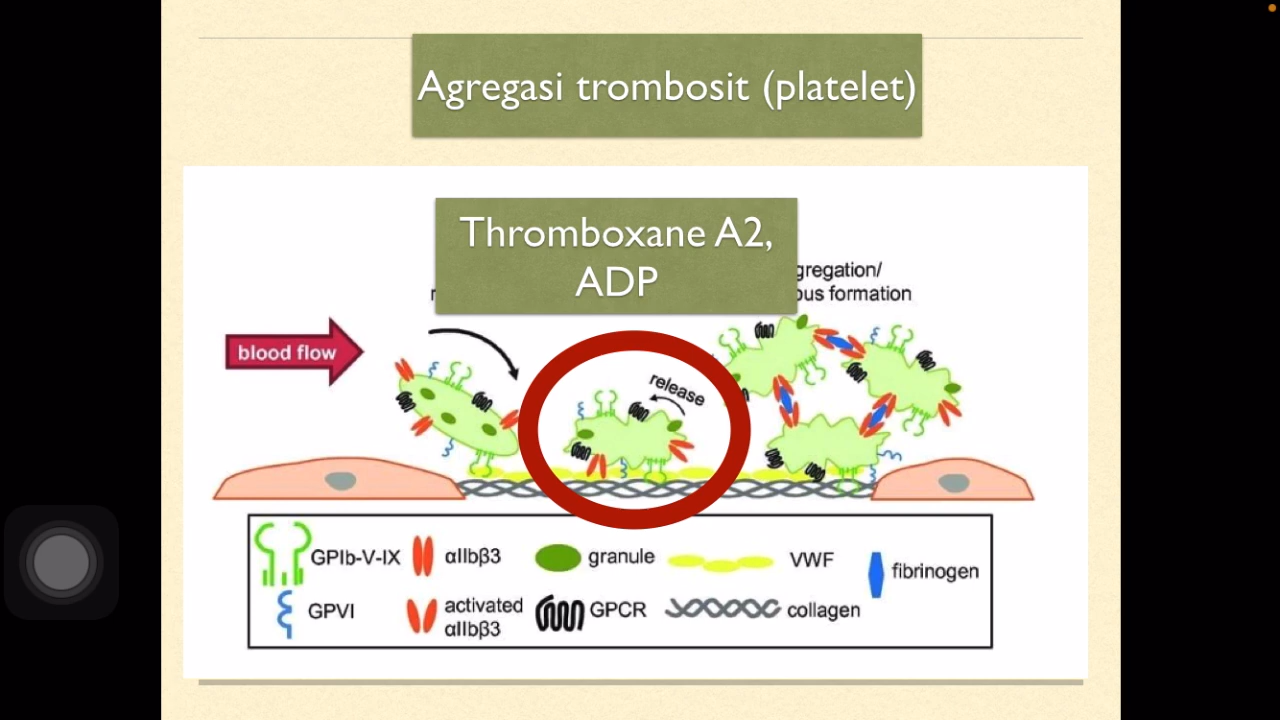 Agregasi trombosit (platelet)
Thromboxane A2,
ADP
gregation/
ous formation
blood flow
release
GPIb-V-IX
αIIbβ3
granule
VWF
fibrinogen
GPVI
activated
αIIbβ3
GPCR
collagen